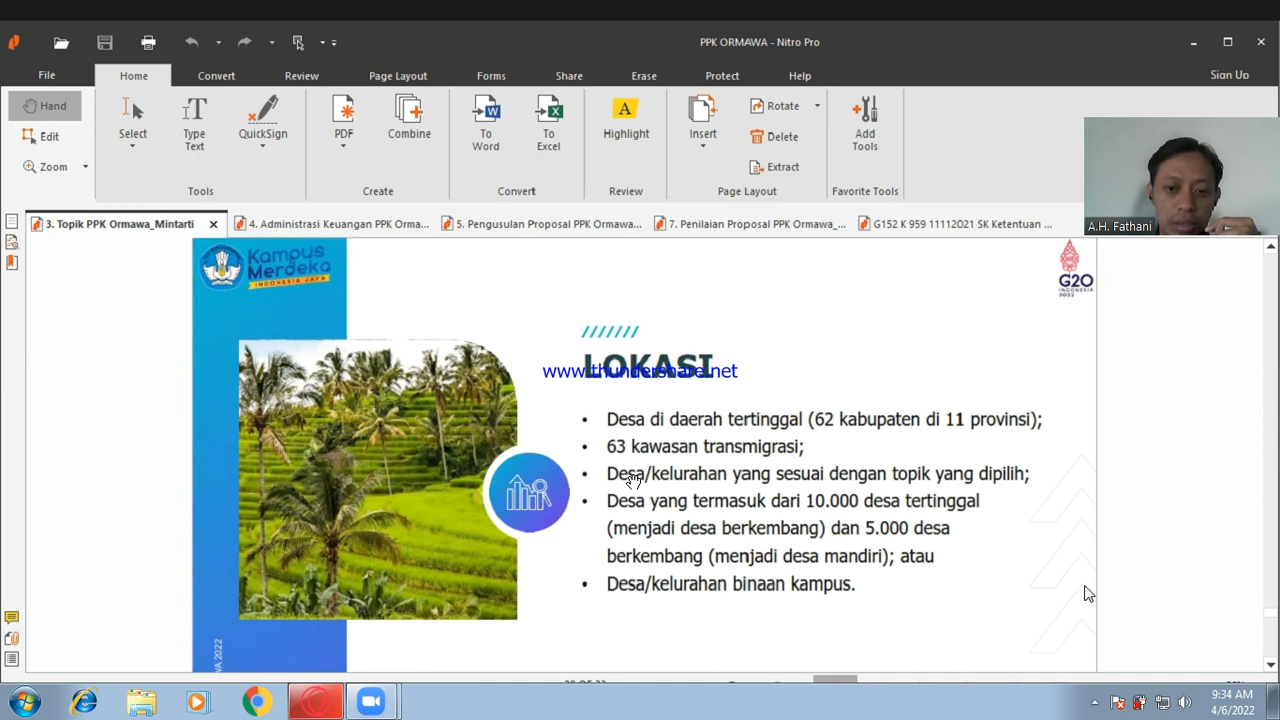 PPK ORMAWA - Nitro Pro
File
Home
Convert
Review
Page Layout
Forms
Share
Erase
Protect
Help
Sign Up
Hand
Edit
Zoom
Select
Type
Text
QuickSign
PDF
Combine
To
Word
To
Excel
Highlight
Insert
Rotate
Delete
Extract
Add
Tools
Tools
Create
Convert
Review
Page Layout
Favorite Tools
A.H. Fathani
3. Topik PPK Ormawa_Mintarti
4. Administrasi Keuangan PPK Orma...
5. Pengusulan Proposal PPK Ormawa...
7. Penilaian Proposal PPK Ormawa_...
G152 K 959 11112021 SK Ketentuan ...
Kampus
Merdeka
INDONESIA JAYA
G20
INDONESIA
2022
LOKASI
www.thundershare.net
• Desa di daerah tertinggal (62 kabupaten di 11 provinsi);
• 63 kawasan transmigrasi;
• Desa/kelurahan yang sesuai dengan topik yang dipilih;
• Desa yang termasuk dari 10.000 desa tertinggal
(menjadi desa berkembang) dan 5.000 desa
berkembang (menjadi desa mandiri); atau
• Desa/kelurahan binaan kampus.
WA 2022
9:34 AM
4/6/2022